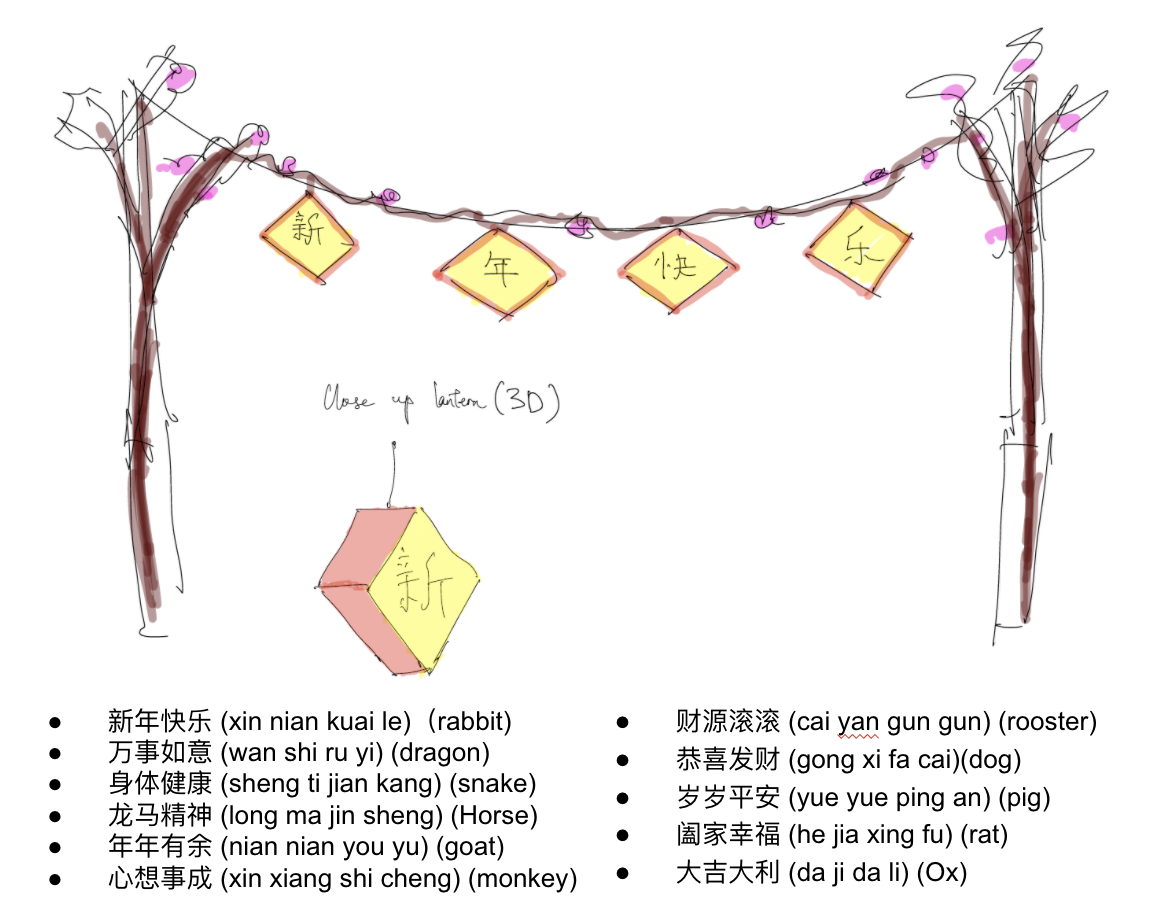 新
年
快
乐
Close up lantern (3D)
新
● 新年快乐 (xin nian kuai le)（rabbit)
● 万事如意 (wan shi ru yi) (dragon)
● 身体健康 (sheng ti jian kang) (snake)
● 龙马精神 (long ma jin sheng) (Horse)
● 年年有余 (nian nian you yu) (goat)
● 心想事成 (xin xiang shi cheng) (monkey)
● 财源滚滚 (cai yan gun gun) (rooster)
● 恭喜发财 (gong xi fa cai)(dog)
● 岁岁平安 (yue yue ping an) (pig)
● 阖家幸福 (he jia xing fu) (rat)
● 大吉大利 (da ji da li) (Ox)